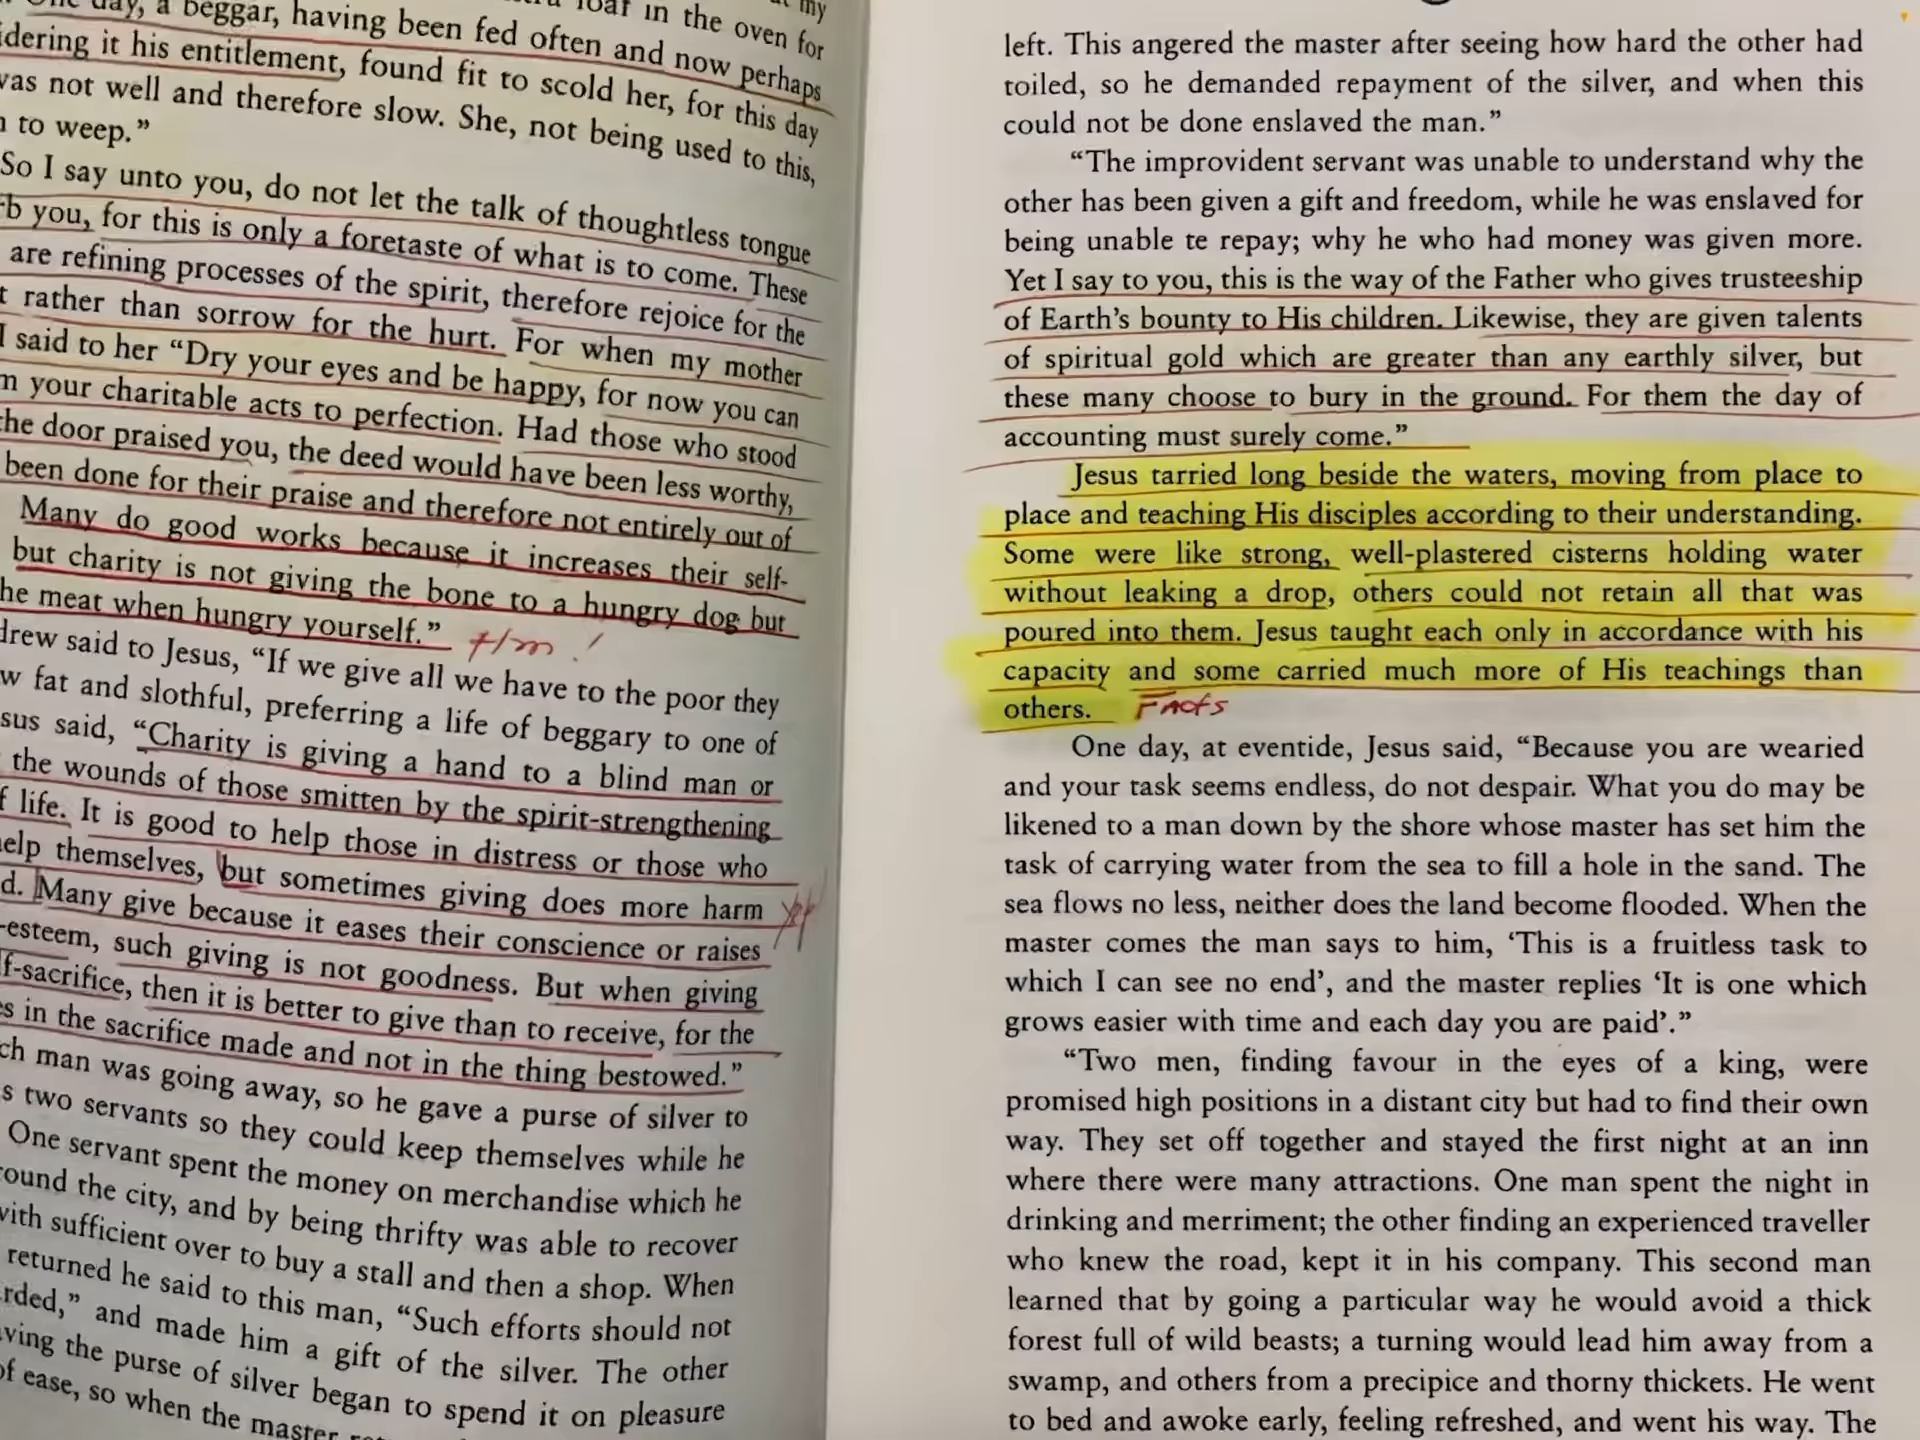 loaf in the oven for
day, a beggar, having been fed often and now perhaps
dering it his entitlement, found fit to scold her, for this day
was not well and therefore slow. She, not being used to this,
to weep.”
So I say unto you, do not let the talk of thoughtless tongue
b you, for this is only a foretaste of what is to come. These
are refining processes of the spirit, therefore rejoice for the
t rather than sorrow for the hurt. For when my mother
I said to her “Dry your eyes and be happy, for now you can
m your charitable acts to perfection. Had those who stood
he door praised you, the deed would have been less worthy,
been done for their praise and therefore not entirely out of
Many do good works because it increases their self-
but charity is not giving the bone to a hungry dog but
he meat when hungry yourself.” Hm!
drew said to Jesus, “If we give all we have to the poor they
w fat and slothful, preferring a life of beggary to one of
sus said, “Charity is giving a hand to a blind man or
the wounds of those smitten by the spirit-strengthening
f life. It is good to help those in distress or those who
elp themselves, but sometimes giving does more harm
d. Many give because it eases their conscience or raises
-esteem, such giving is not goodness. But when giving
f-sacrifice, then it is better to give than to receive, for the
s in the sacrifice made and not in the thing bestowed.”
ch man was going away, so he gave a purse of silver to
s two servants so they could keep themselves while he
One servant spent the money on merchandise which he
round the city, and by being thrifty was able to recover
with sufficient over to buy a stall and then a shop. When
returned he said to this man, “Such efforts should not
rded,” and made him a gift of the silver. The other
ving the purse of silver began to spend it on pleasure
of ease, so when the master
left. This angered the master after seeing how hard the other had
toiled, so he demanded repayment of the silver, and when this
could not be done enslaved the man.”
“The improvident servant was unable to understand why the
other has been given a gift and freedom, while he was enslaved for
being unable te repay; why he who had money was given more.
Yet I say to you, this is the way of the Father who gives trusteeship
of Earth’s bounty to His children. Likewise, they are given talents
of spiritual gold which are greater than any earthly silver, but
these many choose to bury in the ground. For them the day of
accounting must surely come.”
Jesus tarried long beside the waters, moving from place to
place and teaching His disciples according to their understanding.
Some were like strong, well-plastered cisterns holding water
without leaking a drop, others could not retain all that was
poured into them. Jesus taught each only in accordance with his
capacity and some carried much more of His teachings than
others. Facts
One day, at eventide, Jesus said, “Because you are wearied
and your task seems endless, do not despair. What you do may be
likened to a man down by the shore whose master has set him the
task of carrying water from the sea to fill a hole in the sand. The
sea flows no less, neither does the land become flooded. When the
master comes the man says to him, ‘This is a fruitless task to
which I can see no end’, and the master replies ‘It is one which
grows easier with time and each day you are paid’.”
“Two men, finding favour in the eyes of a king, were
promised high positions in a distant city but had to find their own
way. They set off together and stayed the first night at an inn
where there were many attractions. One man spent the night in
drinking and merriment; the other finding an experienced traveller
who knew the road, kept it in his company. This second man
learned that by going a particular way he would avoid a thick
forest full of wild beasts; a turning would lead him away from a
swamp, and others from a precipice and thorny thickets. He went
to bed and awoke early, feeling refreshed, and went his way. The